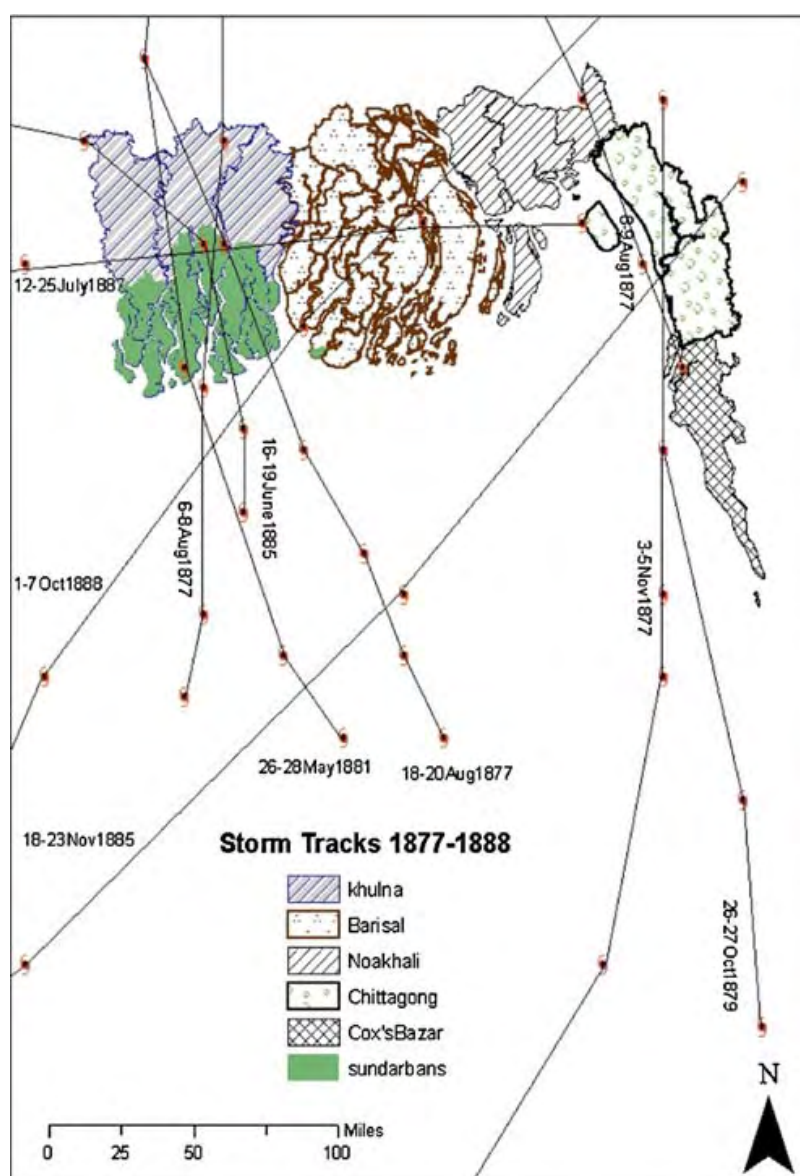 8-9Aug1877
12-25July1887
16-19June1885
6-8Aug1877
3-5Nov1877
1-7Oct1888
26-28May1881
18-20Aug1877
18-23Nov1885
26-27Oct1879
Storm Tracks 1877-1888
khulna
Barisal
Noakhali
Chittagong
Cox'sBazar
sundarbans
N
Miles
0 25 50 100